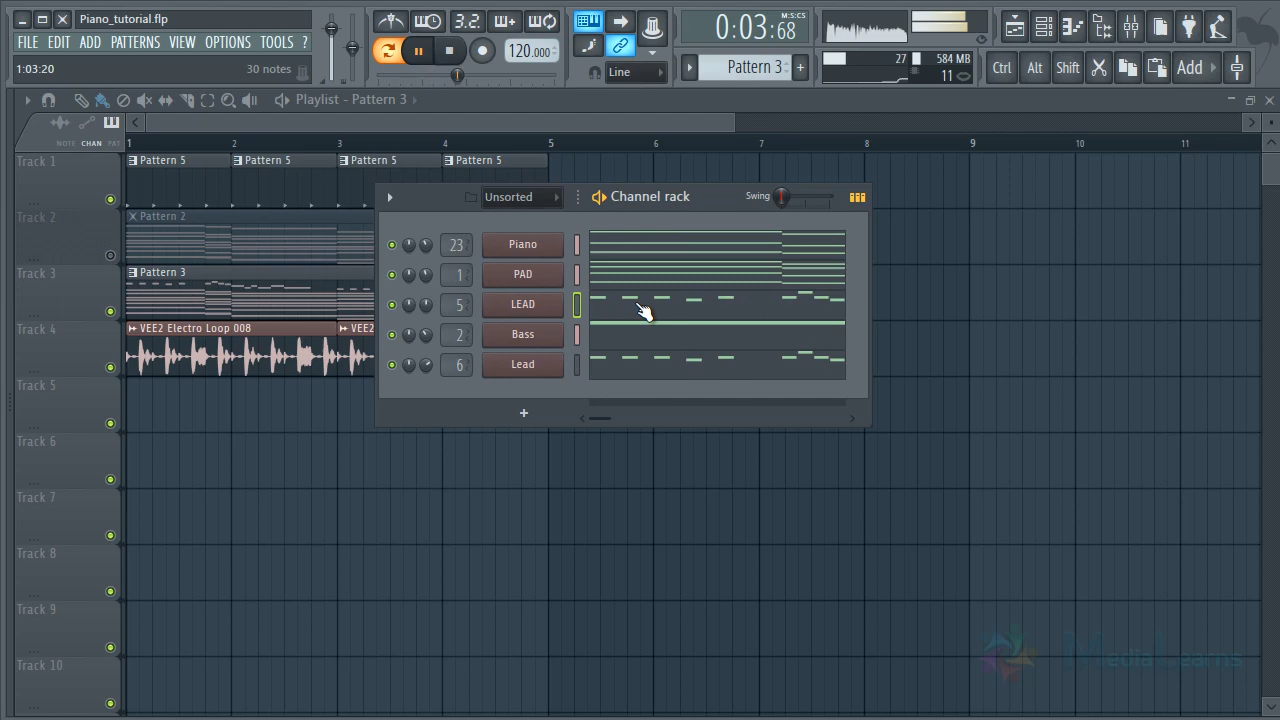 Piano_tutorial.flp
FILE EDIT ADD PATTERNS VIEW OPTIONS TOOLS ?
1:03:20 30 notes
3.2.
120.000
Line
0:03:68
M:S:CS
Pattern 3
27
584 MB
11
Ctrl Alt Shift Add
Playlist - Pattern 3
NOTE CHAN PAT
1 2 3 4 5 6 7 8 9 10 11
Track 1
Pattern 5 Pattern 5 Pattern 5 Pattern 5
Track 2
Pattern 2
Track 3
Pattern 3
Track 4
VEE2 Electro Loop 008 VEE2
Track 5
Track 6
Track 7
Track 8
Track 9
Track 10
Unsorted Channel rack Swing
23 Piano
1 PAD
5 LEAD
2 Bass
6 Lead
+
MediaLearns